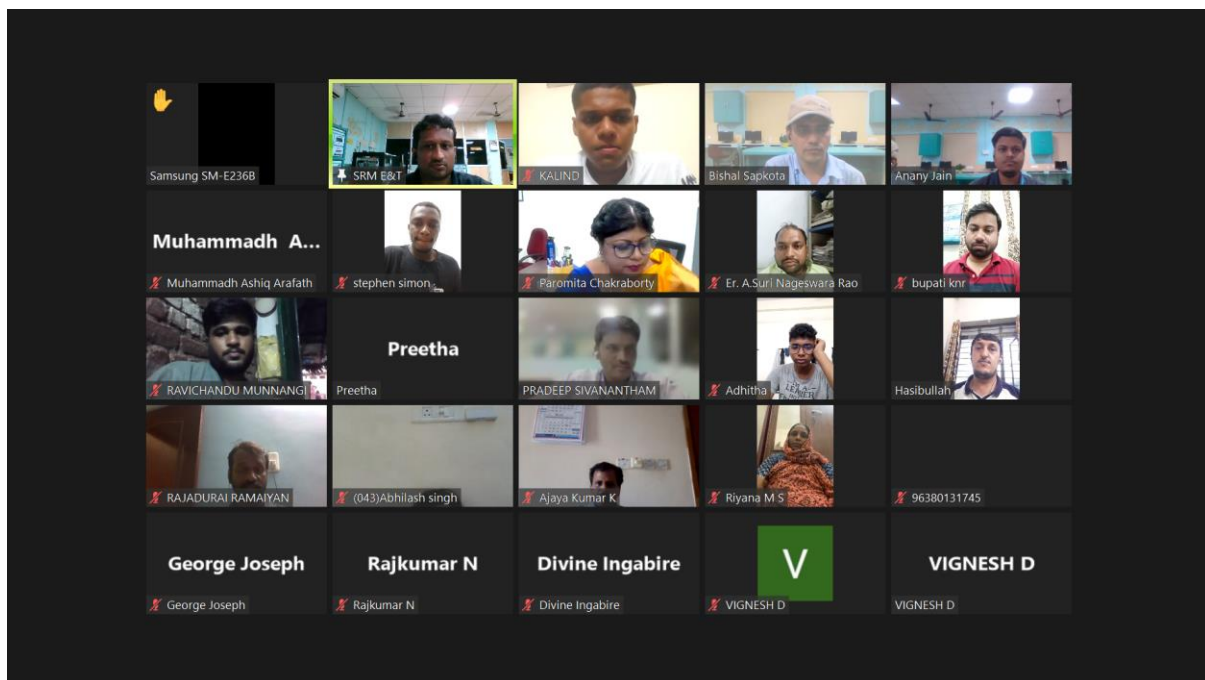 Samsung SM-E236B
SRM E&T
KALIND
Bishal Sapkota
Anany Jain
Muhammadh A...
Muhammadh Ashiq Arafath
stephen simon
Paromita Chakraborty
Er. A.Suri Nageswara Rao
bupati knr
RAVICHANDU MUNNANGI
Preetha
Preetha
PRADEEP SIVANANTHAM
Adhitha
Hasibullah
RAJADURAI RAMAIYAN
(043)Abhilash singh
Ajaya Kumar K
Riyana M S
96380131745
George Joseph
George Joseph
Rajkumar N
Rajkumar N
Divine Ingabire
Divine Ingabire
V
VIGNESH D
VIGNESH D
VIGNESH D